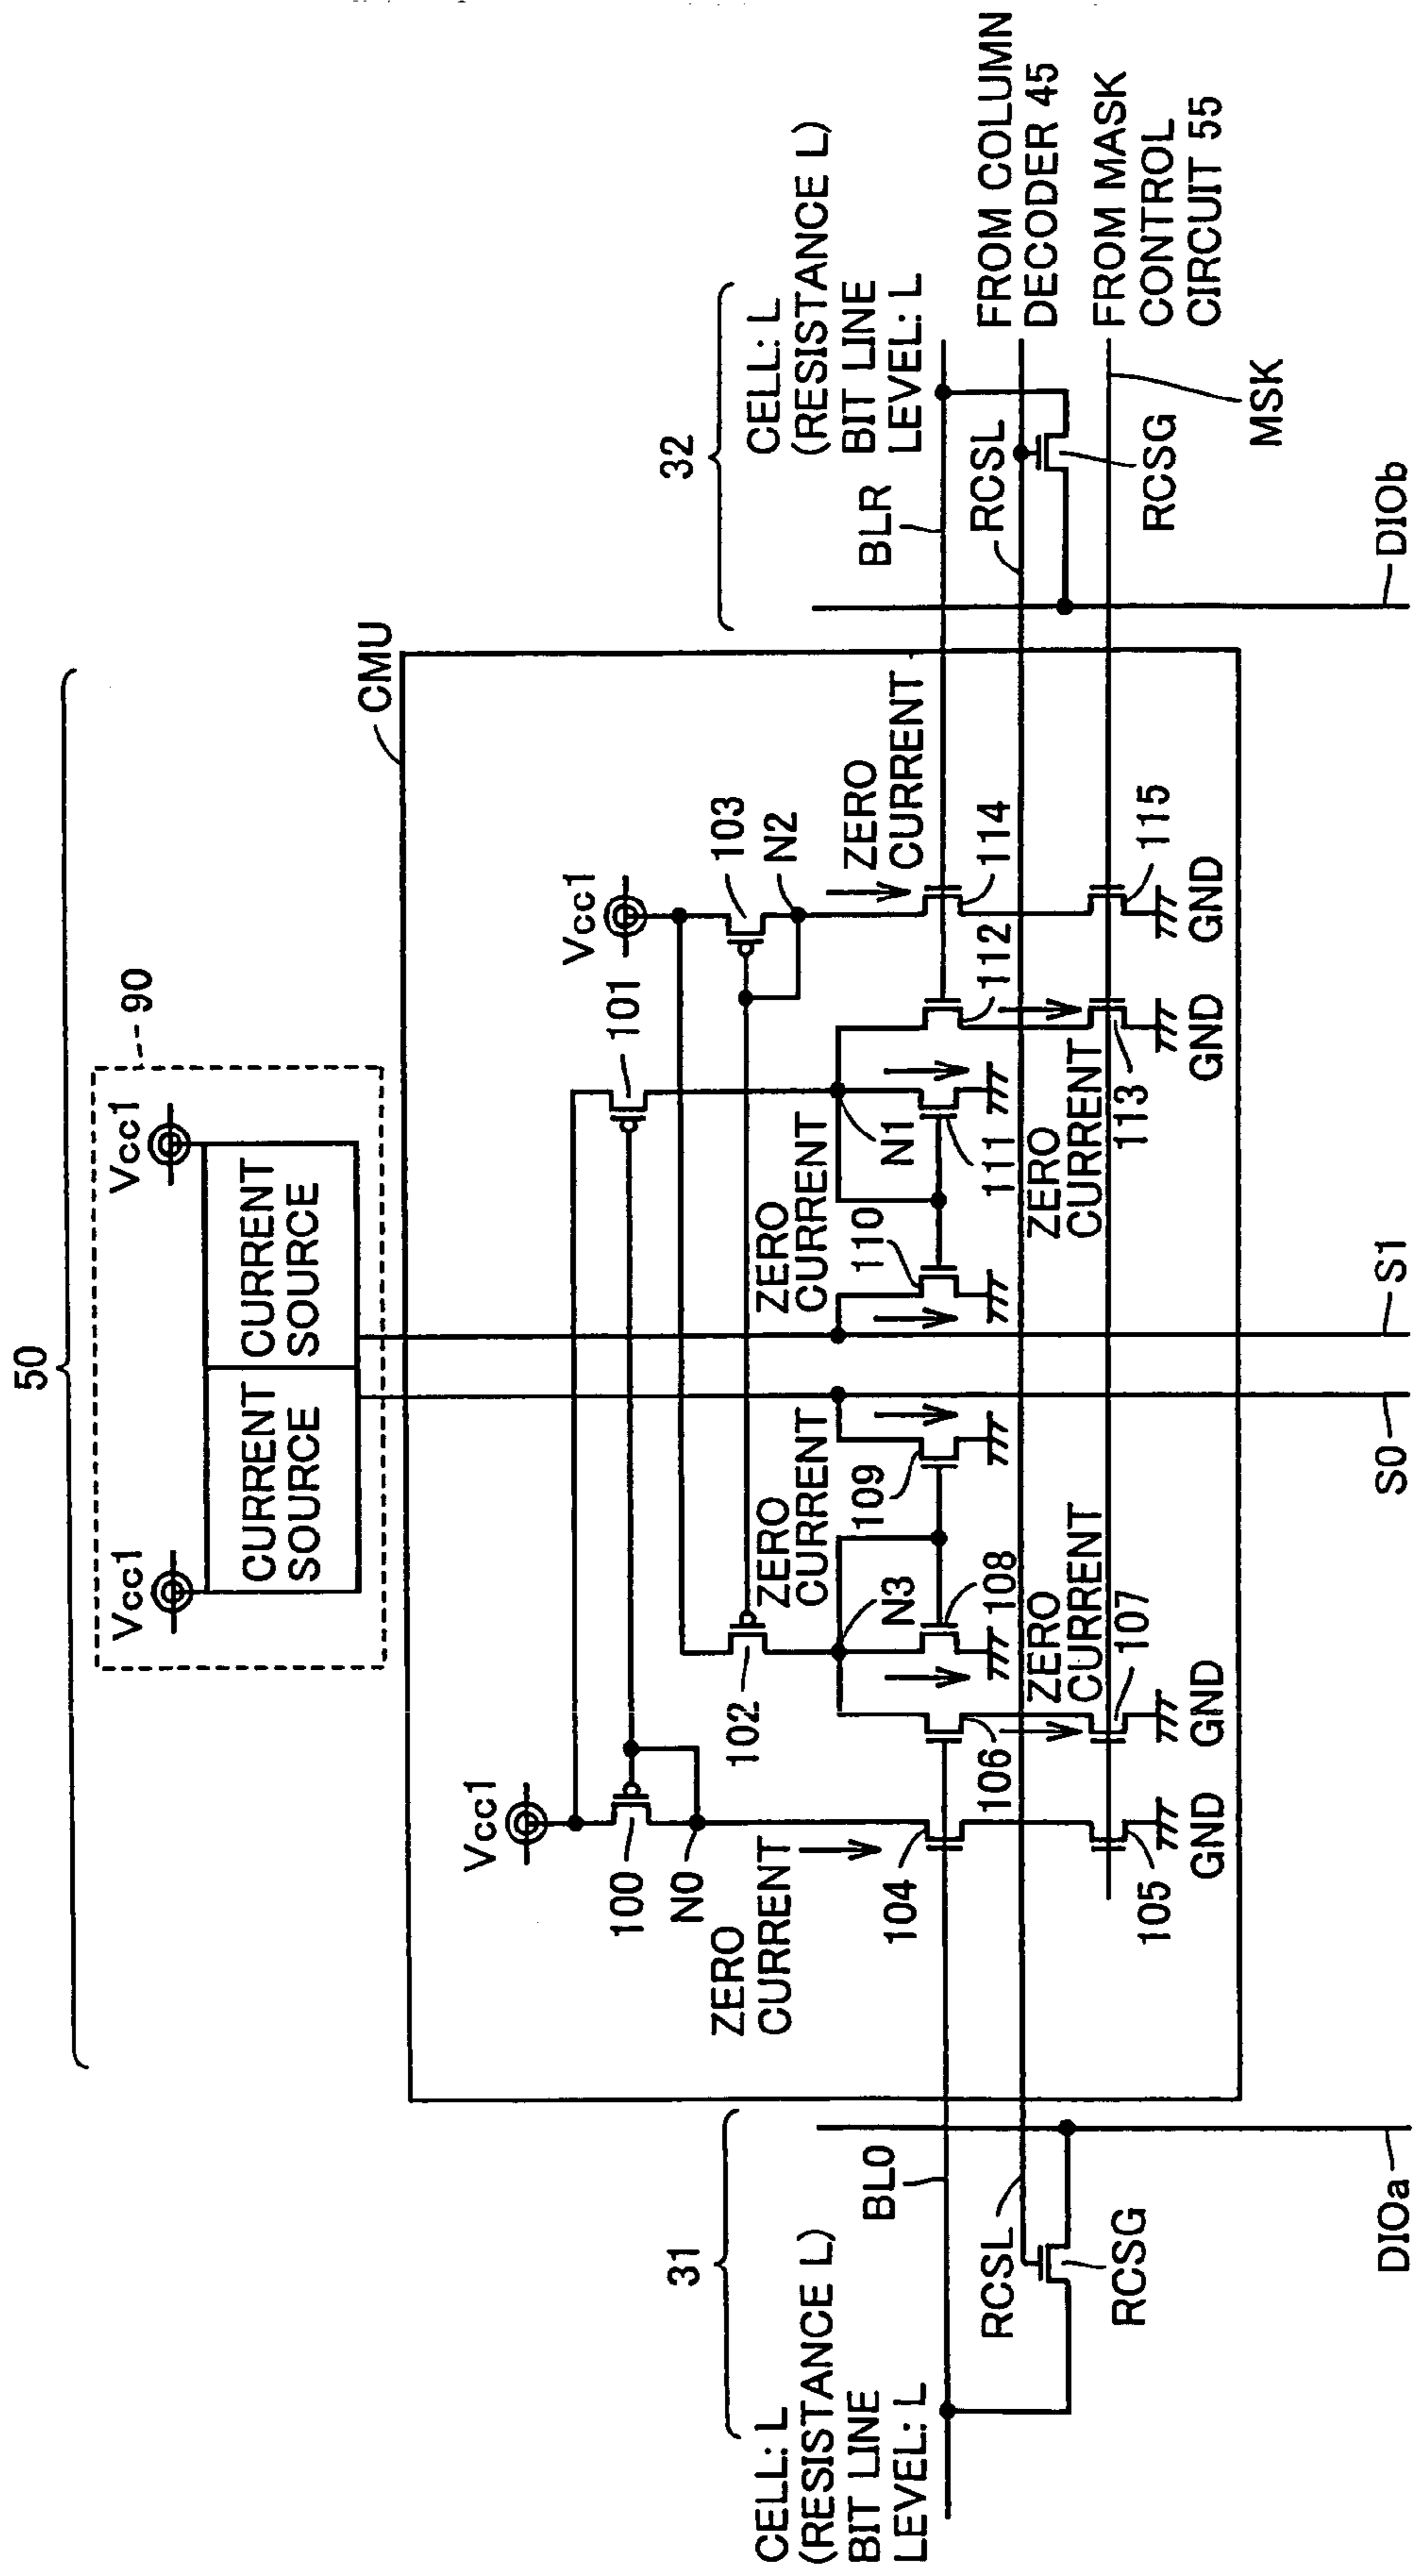 50
Vcc1
Vcc1
90
CURRENT
SOURCE
CURRENT
SOURCE
CMU
Vcc1
Vcc1
101
103
100
102
N0
N2
ZERO
CURRENT
ZERO
CURRENT
ZERO
CURRENT
ZERO
CURRENT
N3
N1
109
110
104
106
108
111
112
114
ZERO
CURRENT
ZERO
CURRENT
105
107
113
115
GND
GND
GND
GND
S0
S1
31
CELL: L
(RESISTANCE L)
BIT LINE
LEVEL: L
BL0
RCSL
RCSG
DIOa
32
CELL: L
(RESISTANCE L)
BIT LINE
LEVEL: L
BLR
RCSL
RCSG
DIOb
FROM COLUMN
DECODER 45
FROM MASK
CONTROL
CIRCUIT 55
MSK